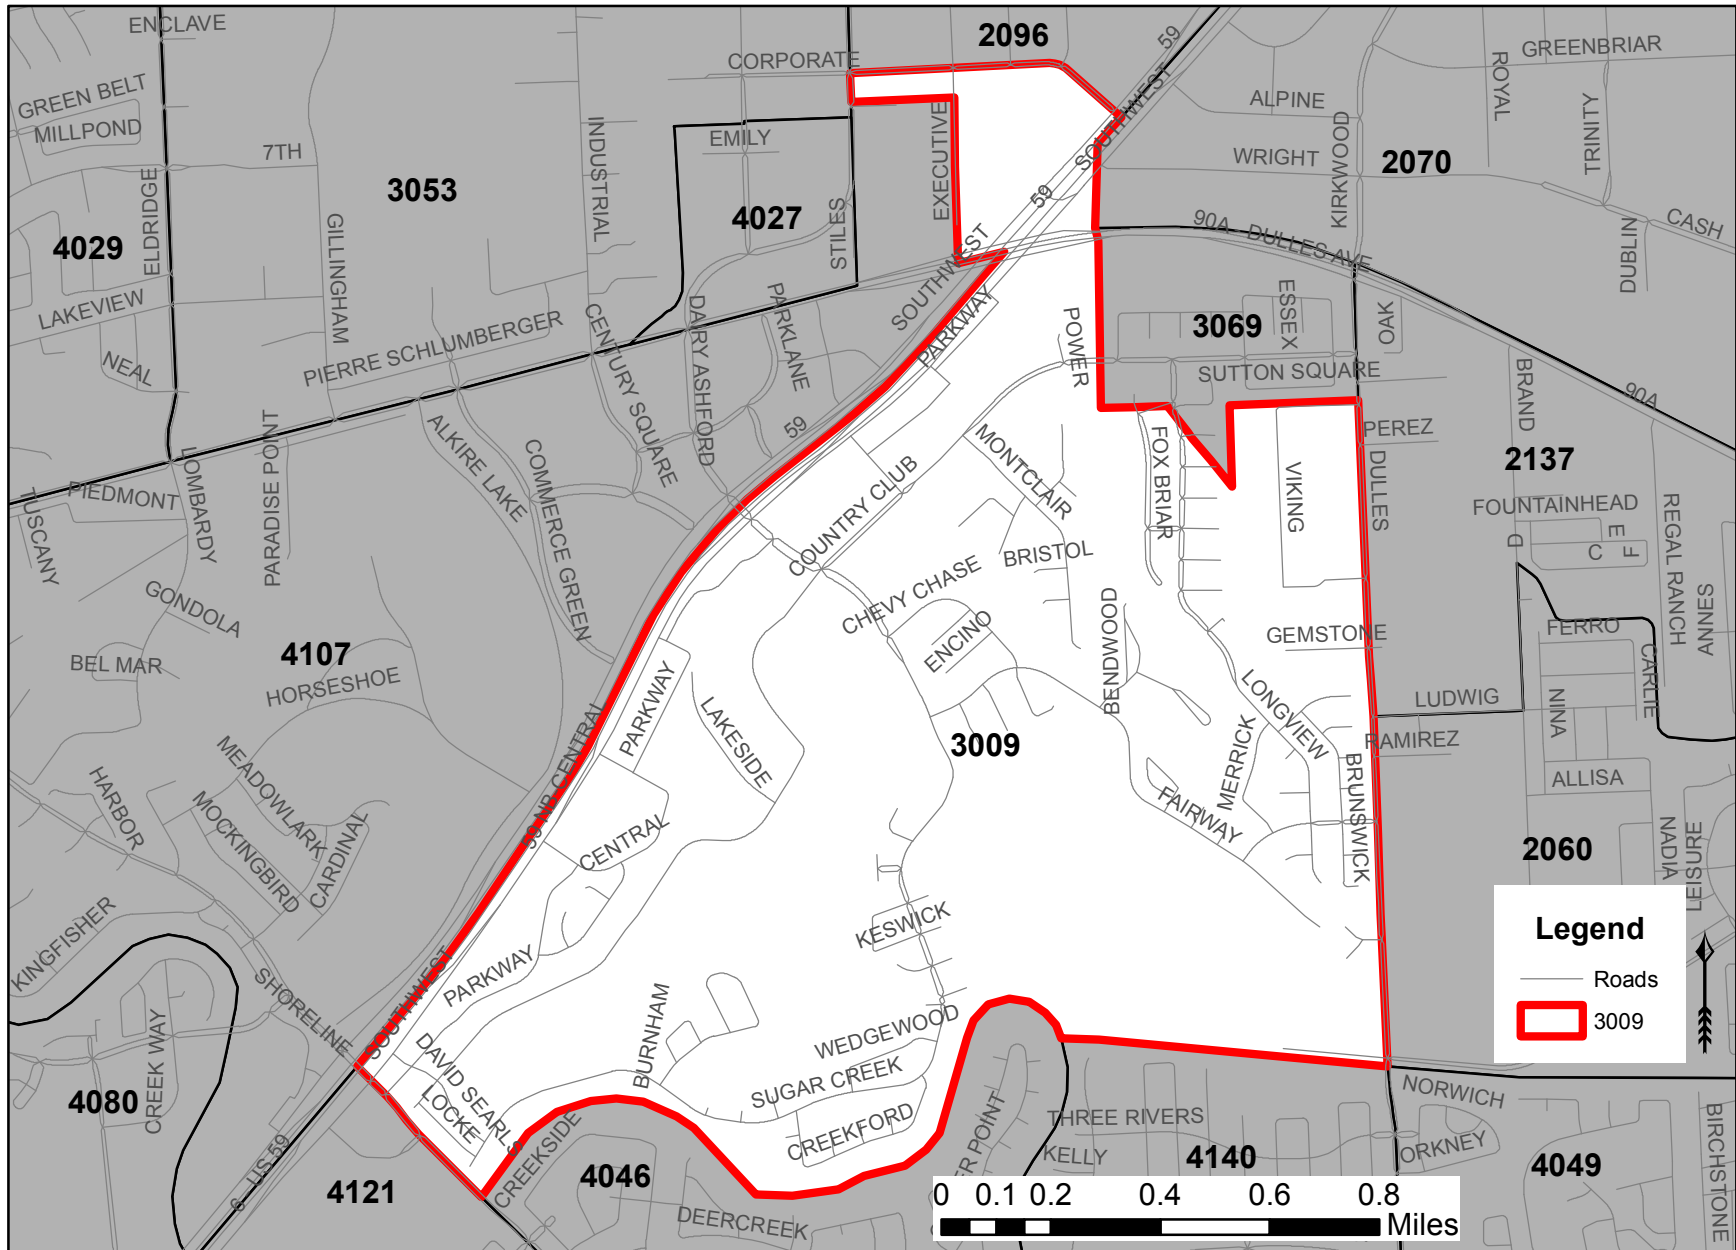 ENCLAVE
2096
59
GREENBRIAR
CORPORATE
ROYAL
GREEN BELT
MILLPOND
SOUTHWEST
ALPINE
TRINITY
INDUSTRIAL
EMILY
EXECUTIVE
KIRKWOOD
7TH
WRIGHT
2070
3053
ELDRIDGE
59
4027
STILES
90A - DULLES AVE
CASH
4029
GILLINGHAM
SOUTHWEST
DUBLIN
LAKEVIEW
PARKWAY
ESSEX
OAK
CENTURY SQUARE
DARY ASHFORD
PARKLANE
POWER
3069
PIERRE SCHLUMBERGER
NEAL
SUTTON SQUARE
BRAND
90A
59
PARADISE POINT
ALKIRE LAKE
MONTCLAIR
FOX BRIAR
PEREZ
COMMERCE GREEN
LOMBARDY
COUNTRY CLUB
VIKING
DULLES
2137
PIEDMONT
TUSCANY
FOUNTAINHEAD
REGAL RANCH
D
E
C
F
BRISTOL
CHEVY CHASE
GONDOLA
BENDWOOD
ANNES
ENCINO
GEMSTONE
FERRO
4107
BEL MAR
HORSESHOE
CARLIE
LONGVIEW
LUDWIG
NINA
PARKWAY
LAKESIDE
3009
RAMIREZ
MEADOWLARK
59 NB-CENTRAL
MERRICK
BRUNSWICK
HARBOR
ALLISA
MOCKINGBIRD
CARDINAL
CENTRAL
FAIRWAY
NADIA
LEISURE
2060
KINGFISHER
KESWICK
Legend
PARKWAY
SHORELINE
SOUTHWEST
Roads
BURNHAM
3009
WEDGEWOOD
DAVID SEARLS
SUGAR CREEK
CREEK WAY
4080
LOCKE
CREEKFORD
NORWICH
THREE RIVERS
CREEKSIDE
ER POINT
KELLY
4140
ORKNEY
BIRCHSTONE
6 - US 59
4121
4046
4049
0 0.1 0.2 0.4 0.6 0.8
Miles
DEERCREEK